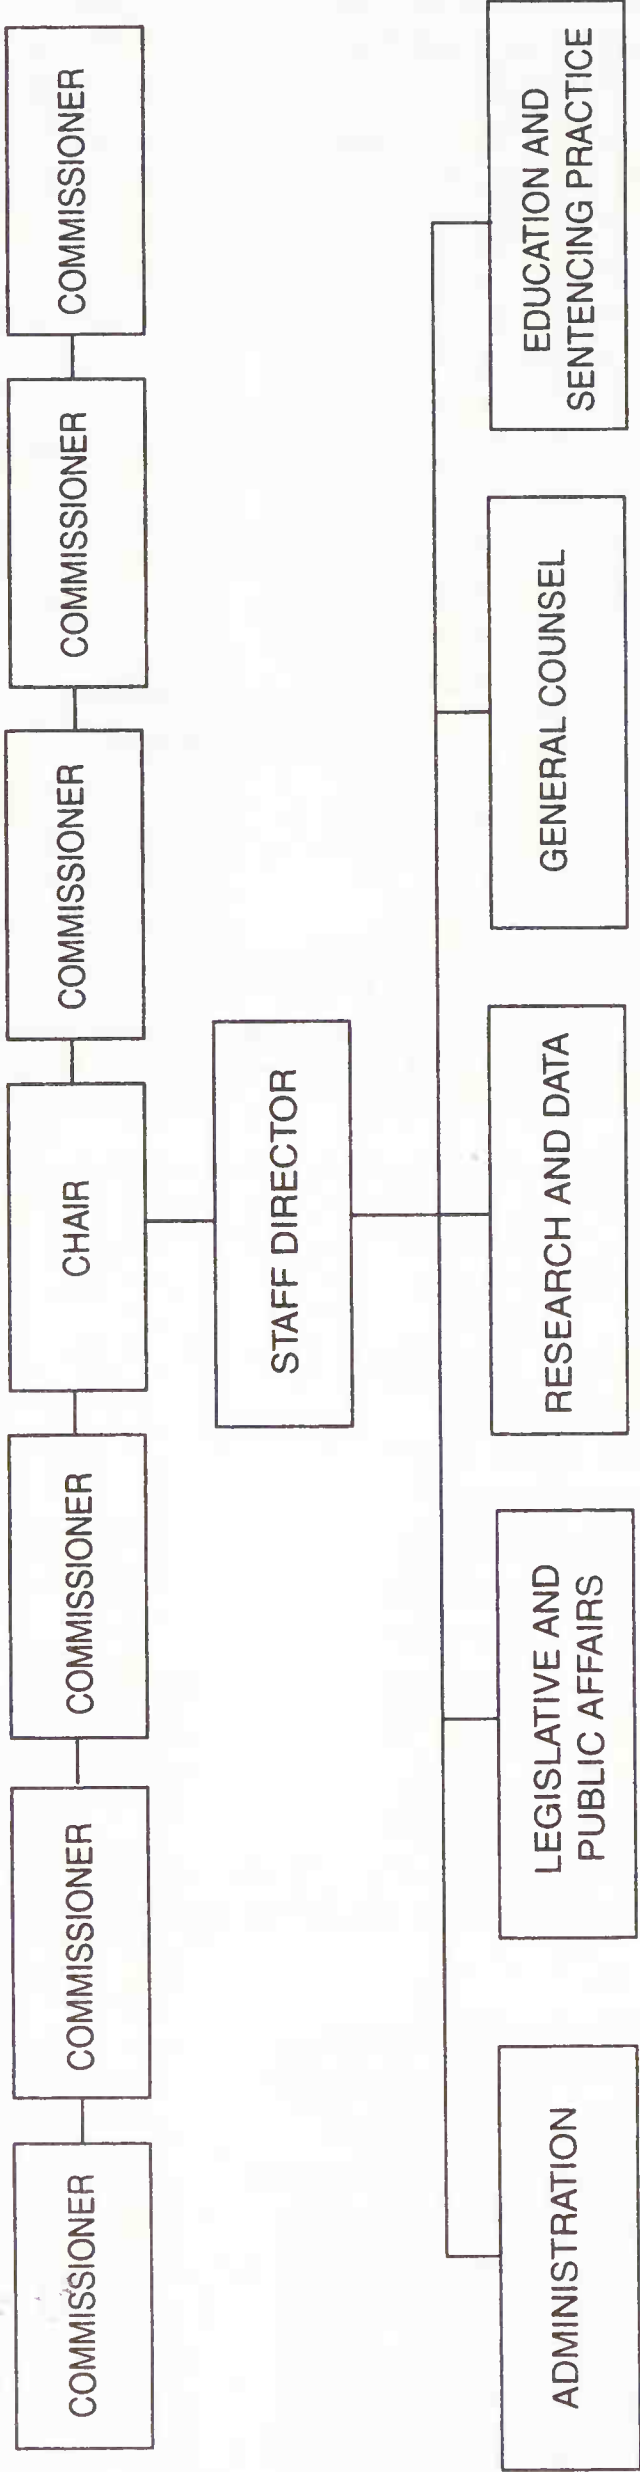 COMMISSIONER
COMMISSIONER
COMMISSIONER
CHAIR
COMMISSIONER
COMMISSIONER
COMMISSIONER
STAFF DIRECTOR
ADMINISTRATION
LEGISLATIVE AND
PUBLIC AFFAIRS
RESEARCH AND DATA
GENERAL COUNSEL
EDUCATION AND
SENTENCING PRACTICE